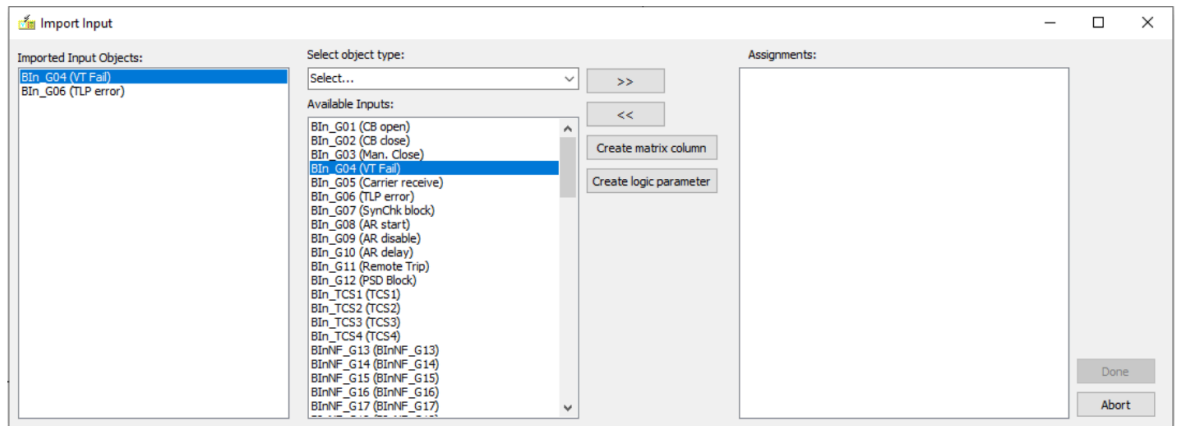 Import Input
Imported Input Objects:
BIn_G04 (VT Fail)
BIn_G06 (TLP error)
Select object type:
Select...
Available Inputs:
BIn_G01 (CB open)
BIn_G02 (CB close)
BIn_G03 (Man. Close)
BIn_G04 (VT Fail)
BIn_G05 (Carrier receive)
BIn_G06 (TLP error)
BIn_G07 (SynChk block)
BIn_G08 (AR start)
BIn_G09 (AR disable)
BIn_G10 (AR delay)
BIn_G11 (Remote Trip)
BIn_G12 (PSD Block)
BIn_TCS1 (TCS1)
BIn_TCS2 (TCS2)
BIn_TCS3 (TCS3)
BIn_TCS4 (TCS4)
BInNF_G13 (BInNF_G13)
BInNF_G14 (BInNF_G14)
BInNF_G15 (BInNF_G15)
BInNF_G16 (BInNF_G16)
BInNF_G17 (BInNF_G17)
>>
<<
Create matrix column
Create logic parameter
Assignments:
Done
Abort